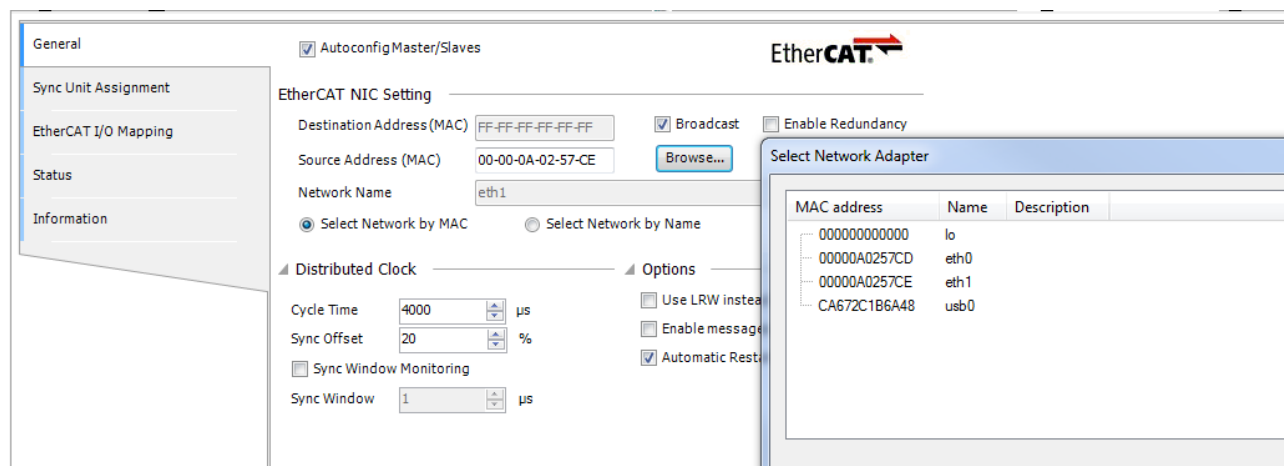 General
Sync Unit Assignment
EtherCAT I/O Mapping
Status
Information
Autoconfig Master/Slaves
EtherCAT.
EtherCAT NIC Setting
Destination Address (MAC) FF-FF-FF-FF-FF-FF Broadcast Enable Redundancy
Source Address (MAC) 00-00-0A-02-57-CE Browse...
Network Name eth1
Select Network by MAC Select Network by Name
Distributed Clock Options
Cycle Time 4000 µs Use LRW
Sync Offset 20 % Enable message
Sync Window Monitoring Automatic
Sync Window 1 µs
Select Network Adapter
MAC address Name Description
000000000000 lo
00000A0257CD eth0
00000A0257CE eth1
CA672C1B6A48 usb0